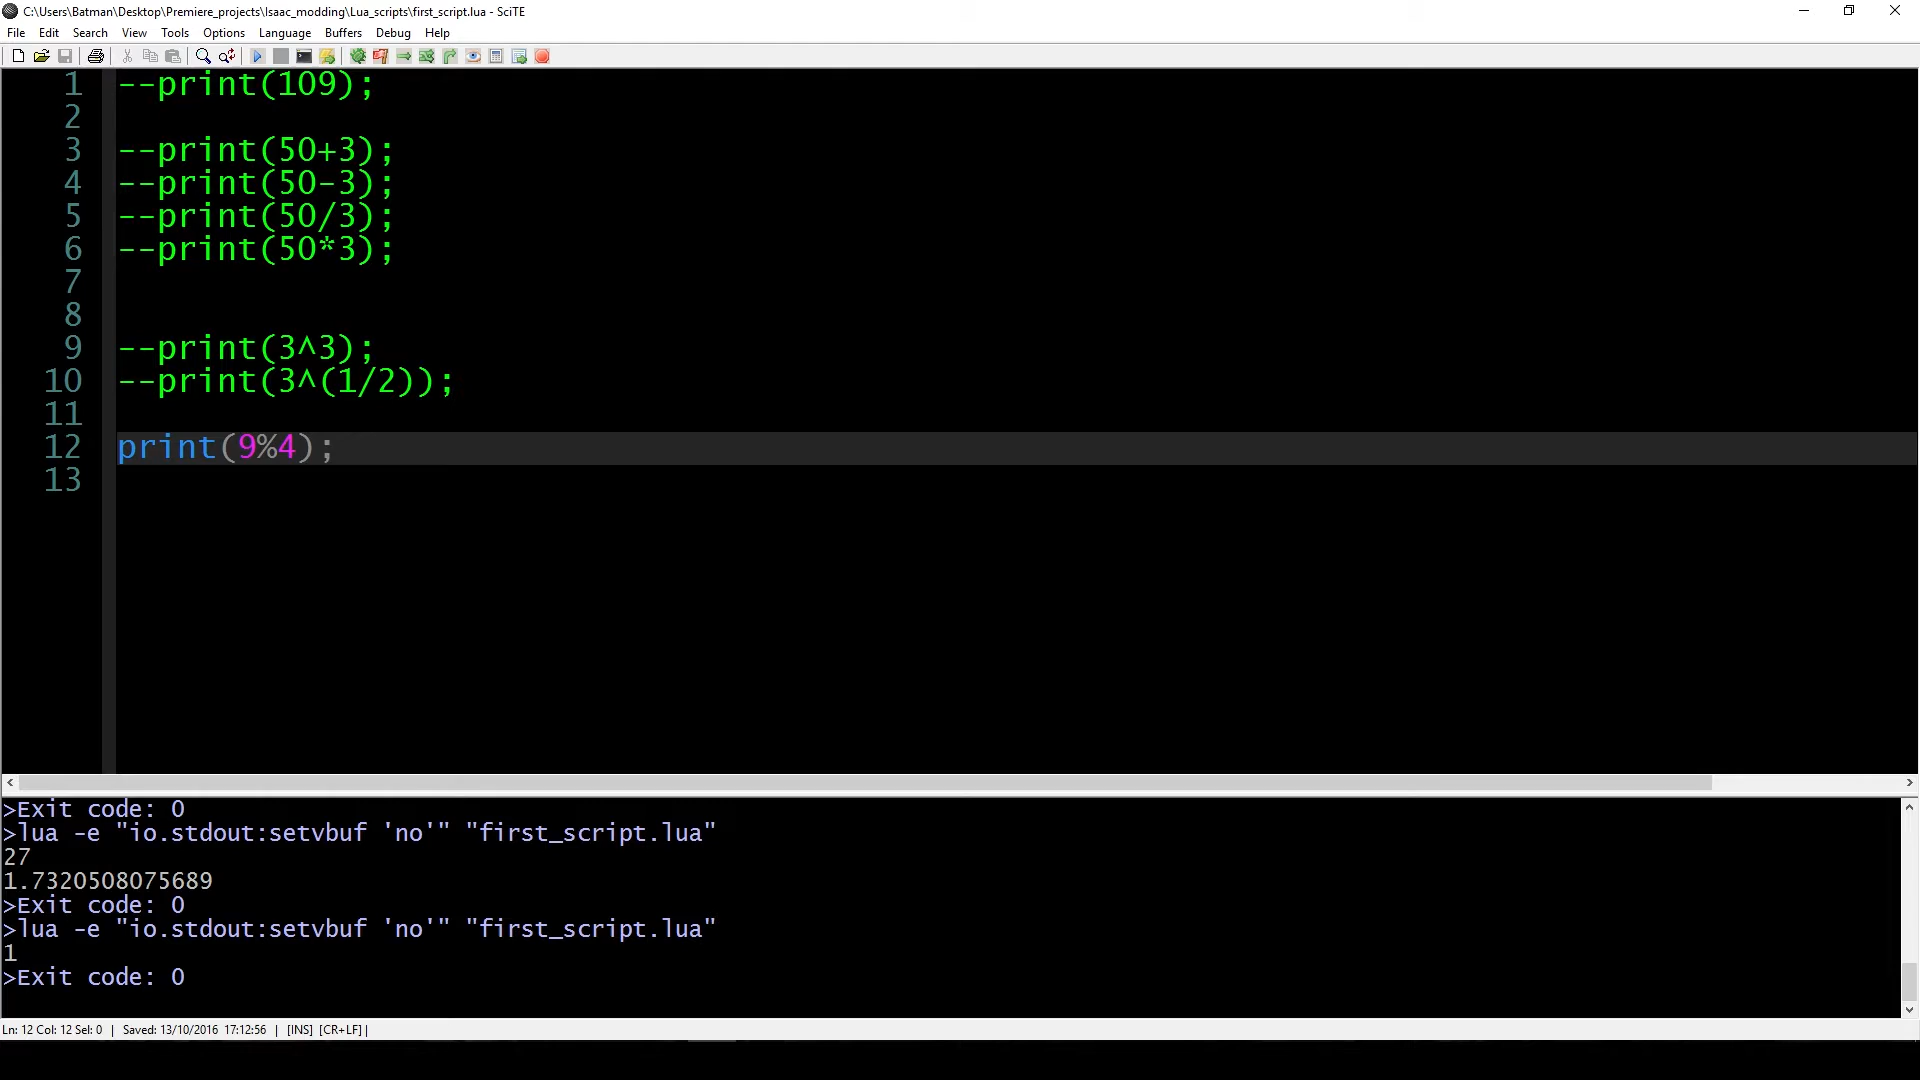 C:\Users\Batman\Desktop\Premiere_projects\Isaac_modding\Lua_scripts\first_script.lua - SciTE
File Edit Search View Tools Options Language Buffers Debug Help
1 --print(109);
2
3 --print(50+3);
4 --print(50-3);
5 --print(50/3);
6 --print(50*3);
7
8
9 --print(3^3);
10 --print(3^(1/2));
11
12 print(9%4);
13
>Exit code: 0
>lua -e "io.stdout:setvbuf 'no'" "first_script.lua"
27
1.7320508075689
>Exit code: 0
>lua -e "io.stdout:setvbuf 'no'" "first_script.lua"
1
>Exit code: 0
Ln: 12 Col: 12 Sel: 0 | Saved: 13/10/2016 17:12:56 | [INS] [CR+LF] |